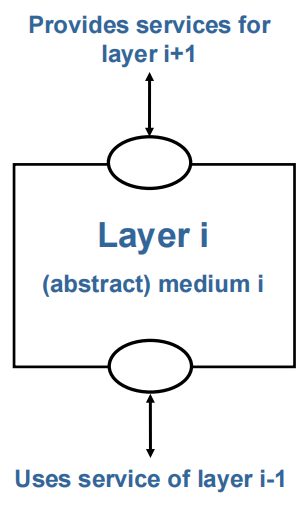 Provides services for
layer i+1
Layer i
(abstract) medium i
Uses service of layer i-1